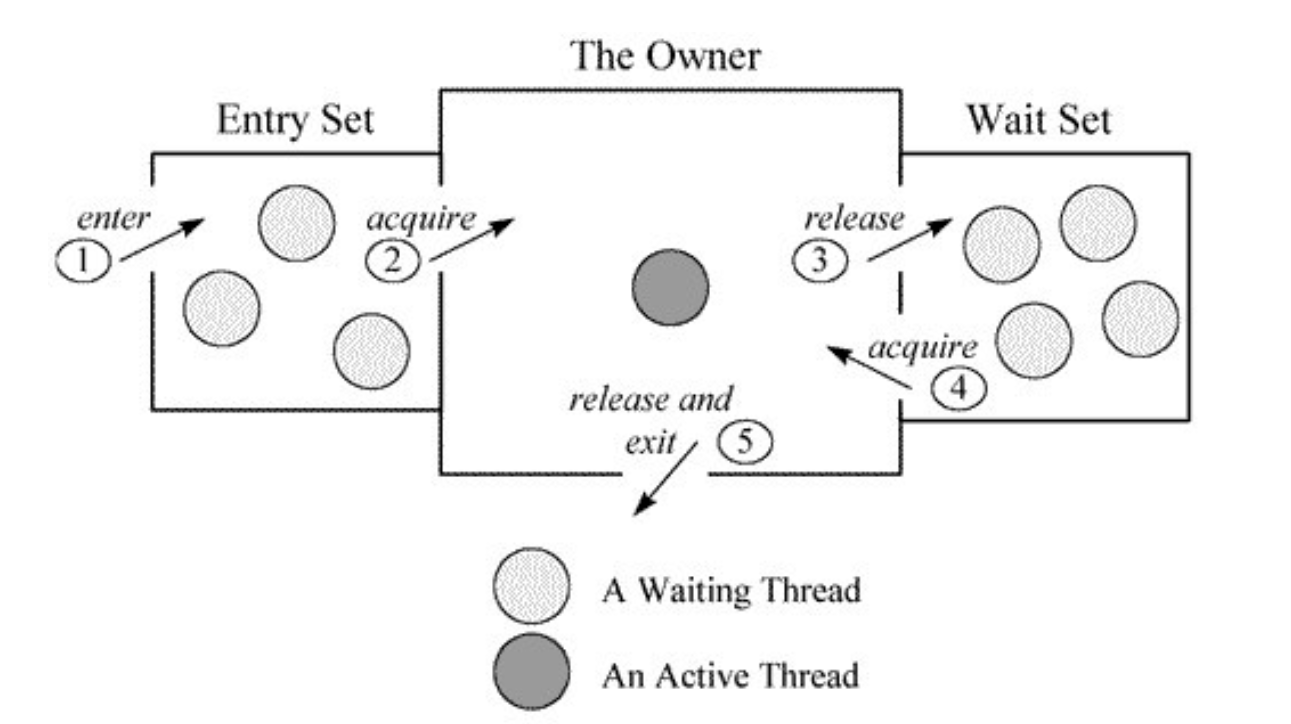 The Owner
Entry Set
Wait Set
enter
1
acquire
2
release
3
acquire
4
release and
exit
5
A Waiting Thread
An Active Thread